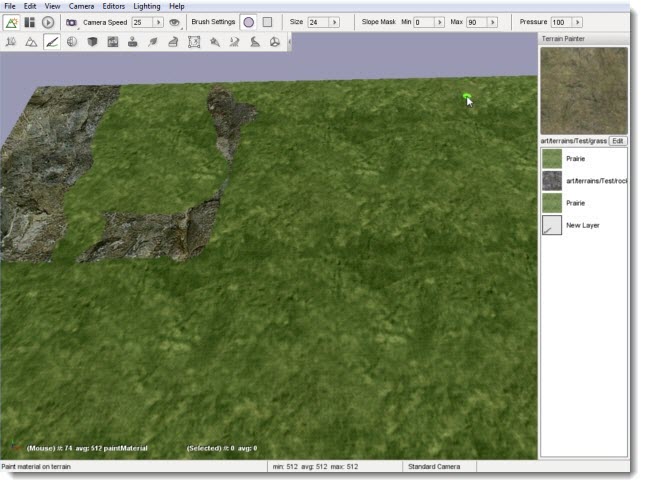 File Edit View Camera Editors Lighting Help
Camera Speed 25 Brush Settings Size 24 Slope Mask Min 0 Max 90 Pressure 100
Terrain Painter
art/terrains/Test/grass Edit
Prairie
art/terrains/Test/rock
Prairie
New Layer
(Mouse) #: 74 avg: 512 paintMaterial (Selected) #: 0 avg: 0
Paint material on terrain min: 512 avg: 512 max: 512 Standard Camera